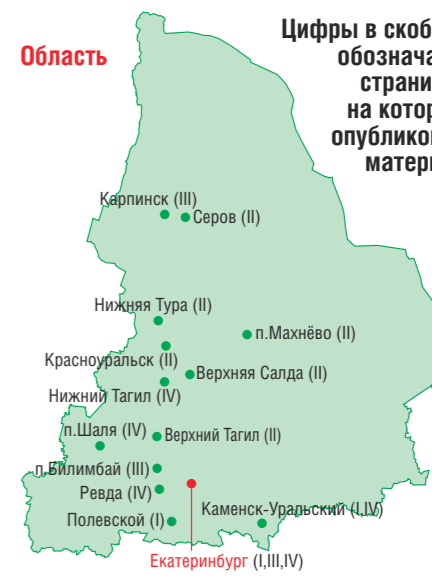 Область
Цифры в скоб
обознача
страни
на котор
опубликов
матери
Карпинск (III)
Серов (II)
Нижняя Тура (II)
п.Махнёво (II)
Красноуральск (II)
Верхняя Салда (II)
Нижний Тагил (IV)
п.Шаля (IV)
Верхний Тагил (II)
п.Билимбай (III)
Ревда (IV)
Каменск-Уральский (I,IV)
Полевской (I)
Екатеринбург (I,III,IV)